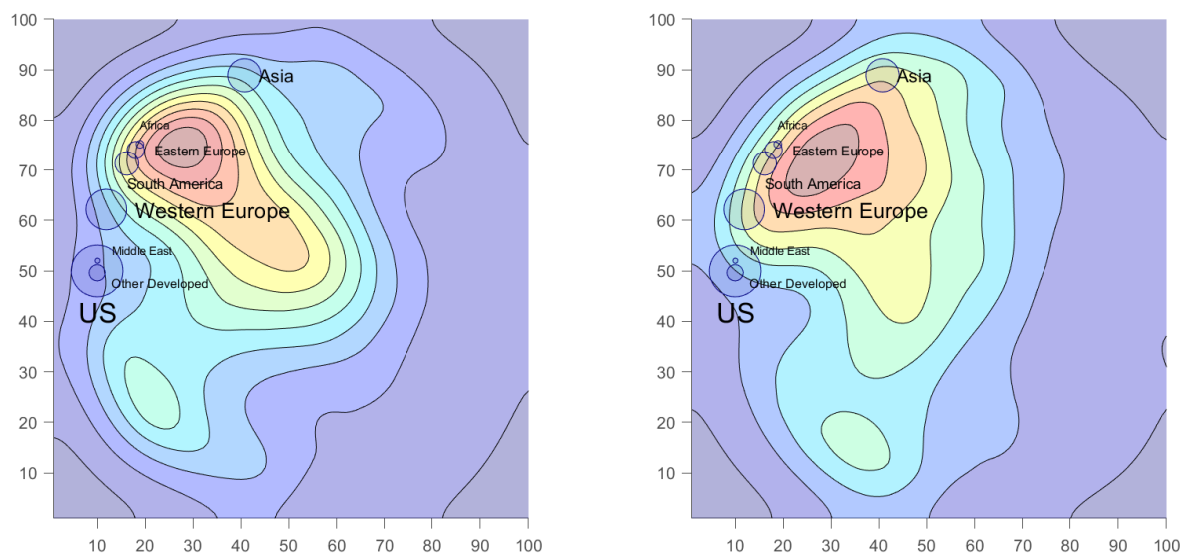 100
90
80
70
60
50
40
30
20
10
10 20 30 40 50 60 70 80 90 100
Asia
Africa
Eastern Europe
South America
Western Europe
Middle East
Other Developed
US
100
90
80
70
60
50
40
30
20
10
10 20 30 40 50 60 70 80 90 100
Asia
Africa
Eastern Europe
South America
Western Europe
Middle East
Other Developed
US